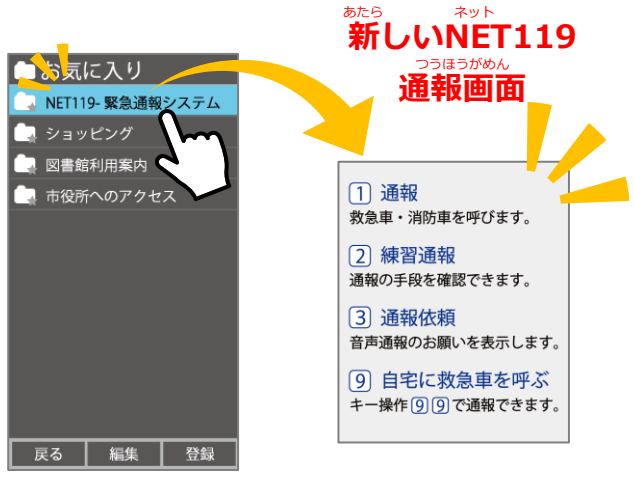 あたら ネット
新しいNET119
つうほうがめん
通報画面
お気に入り
NET119- 緊急通報システム
ショッピング
図書館利用案内
市役所へのアクセス
戻る 編集 登録
1 通報
救急車・消防車を呼びます。
2 練習通報
通報の手段を確認できます。
3 通報依頼
音声通報のお願いを表示します。
9 自宅に救急車を呼ぶ
キー操作99で通報できます。